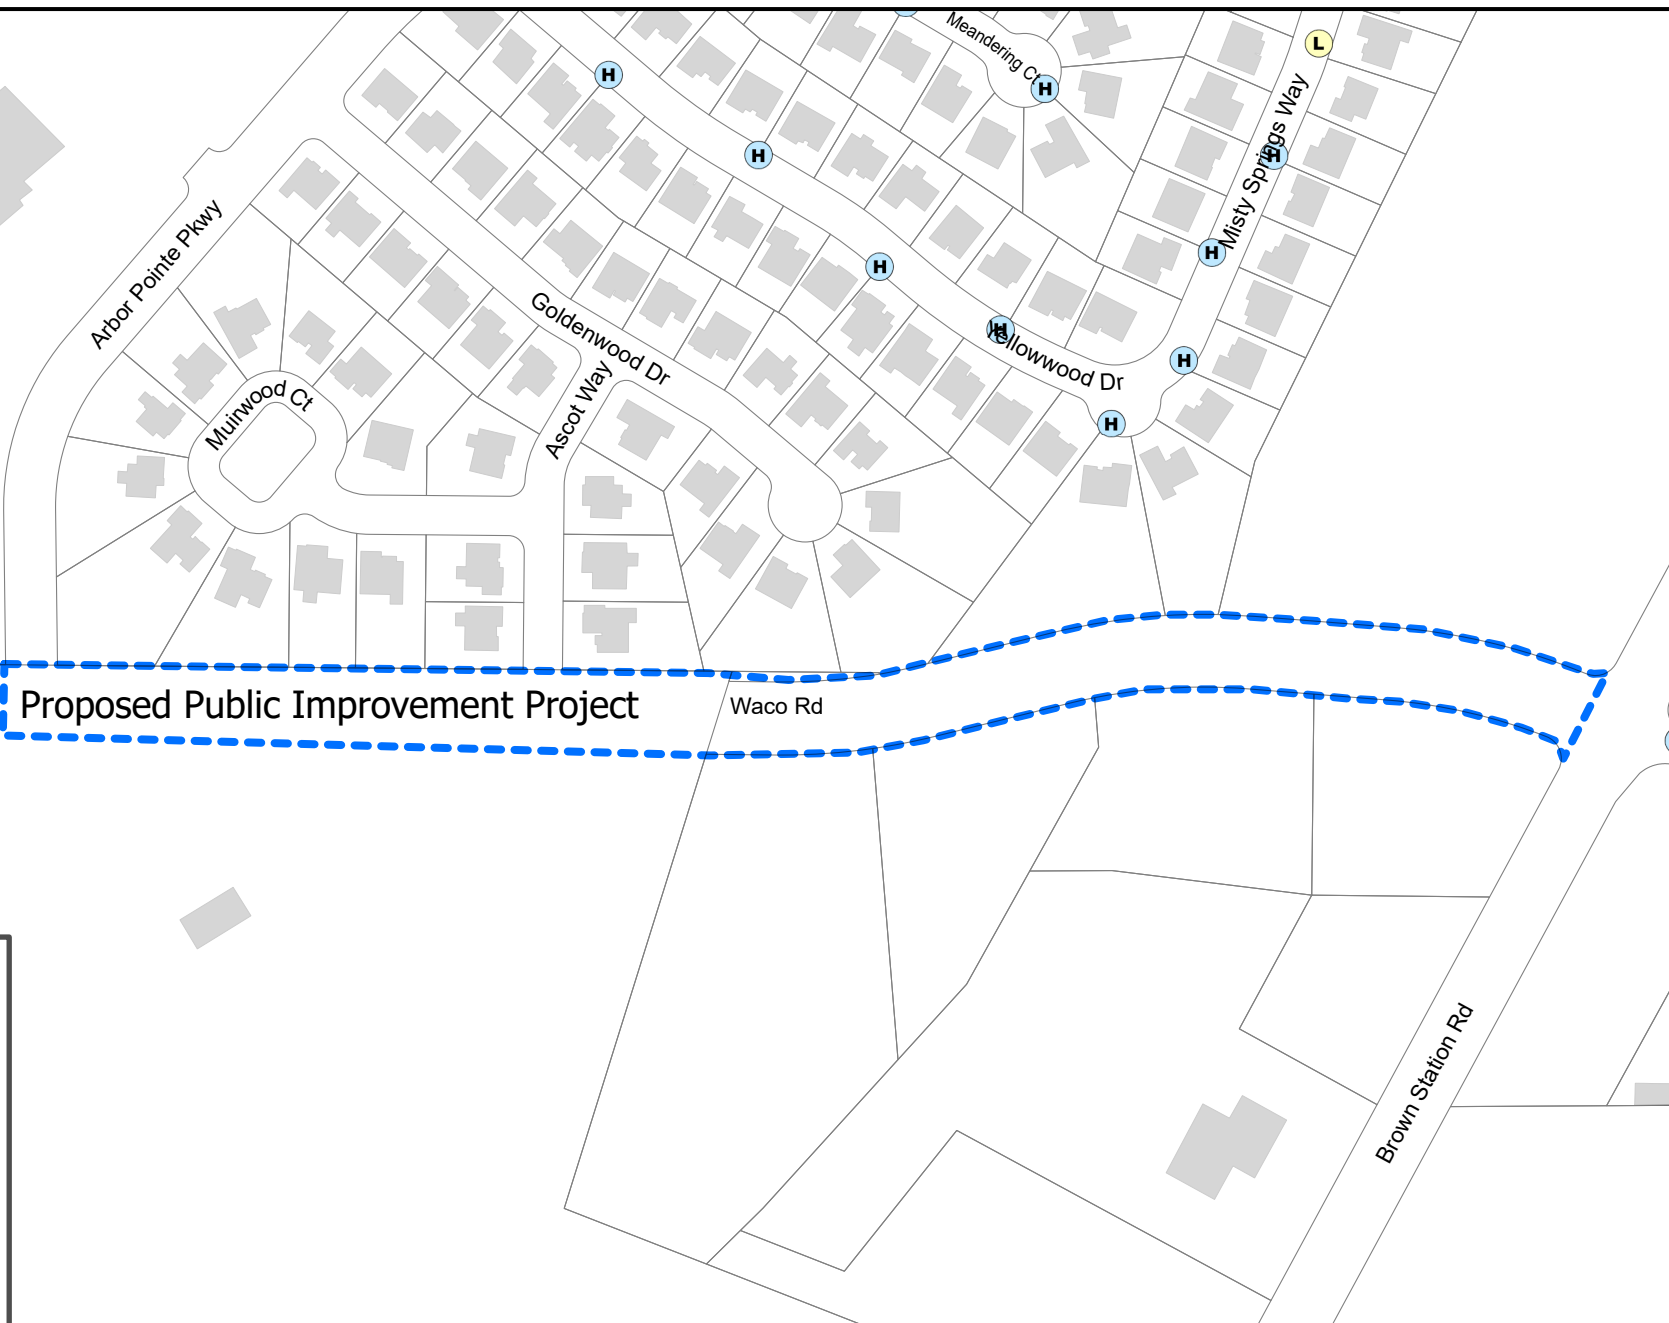 Meandering Ct
L
H
H
H
Misty Springs Way
H
H
Arbor Pointe Pkwy
H
Goldenwood Dr
H
Yellowwood Dr
H
Muirwood Ct
Ascot Way
H
Proposed Public Improvement Project
Waco Rd
Brown Station Rd